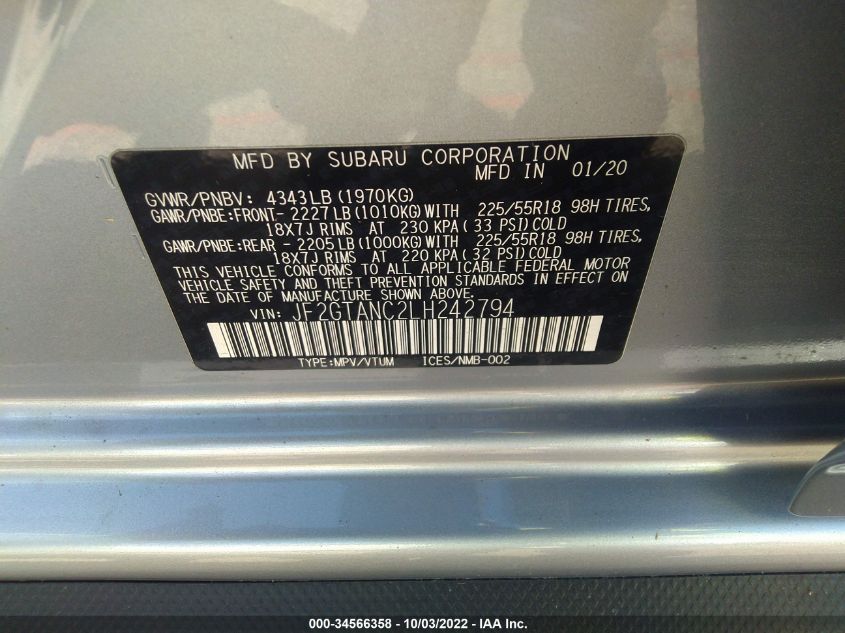 MFD BY SUBARU CORPORATION
MFD IN 01/20
GVWR/PNBV: 4343LB (1970KG)
GAWR/PNBE:FRONT- 2227LB (1010KG) WITH 225/55R18 98H TIRES,
18X7J RIMS AT 230 KPA( 33 PSI) COLD
GAWR/PNBE:REAR - 2205LB (1000KG) WITH 225/55R18 98H TIRES,
18X7J RIMS AT 220 KPA( 32 PSI) COLD
THIS VEHICLE CONFORMS TO ALL APPLICABLE FEDERAL MOTOR
VEHICLE SAFETY AND THEFT PREVENTION STANDARDS IN EFFECT ON
THE DATE OF MANUFACTURE SHOWN ABOVE.
VIN: JF2GTANC2LH242794
TYPE:MPV/VTUM ICES/NMB-002
000-34566358 - 10/03/2022 - IAA Inc.